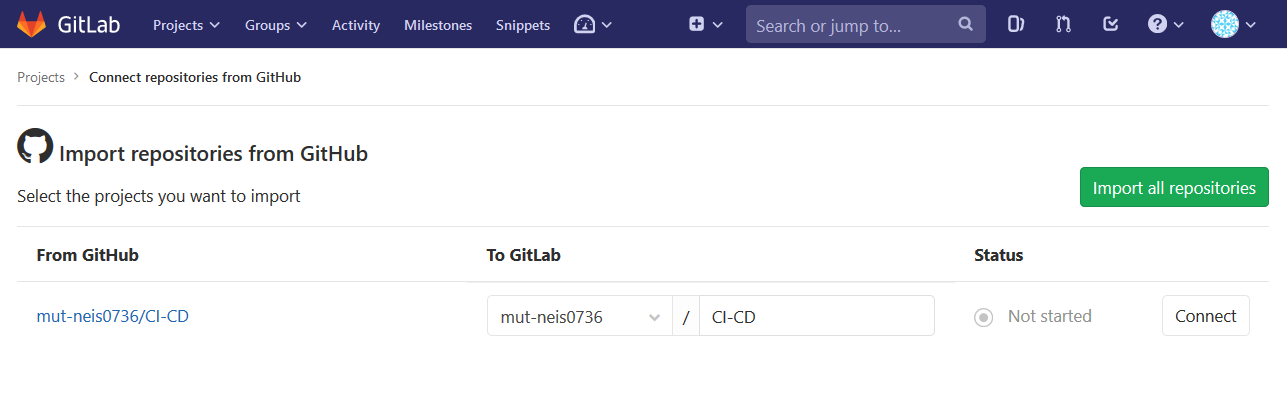 GitLab Projects Groups Activity Milestones Snippets Search or jump to...
Projects > Connect repositories from GitHub
Import repositories from GitHub
Select the projects you want to import
Import all repositories
From GitHub To GitLab Status
mut-neis0736/CI-CD mut-neis0736 / CI-CD Not started Connect